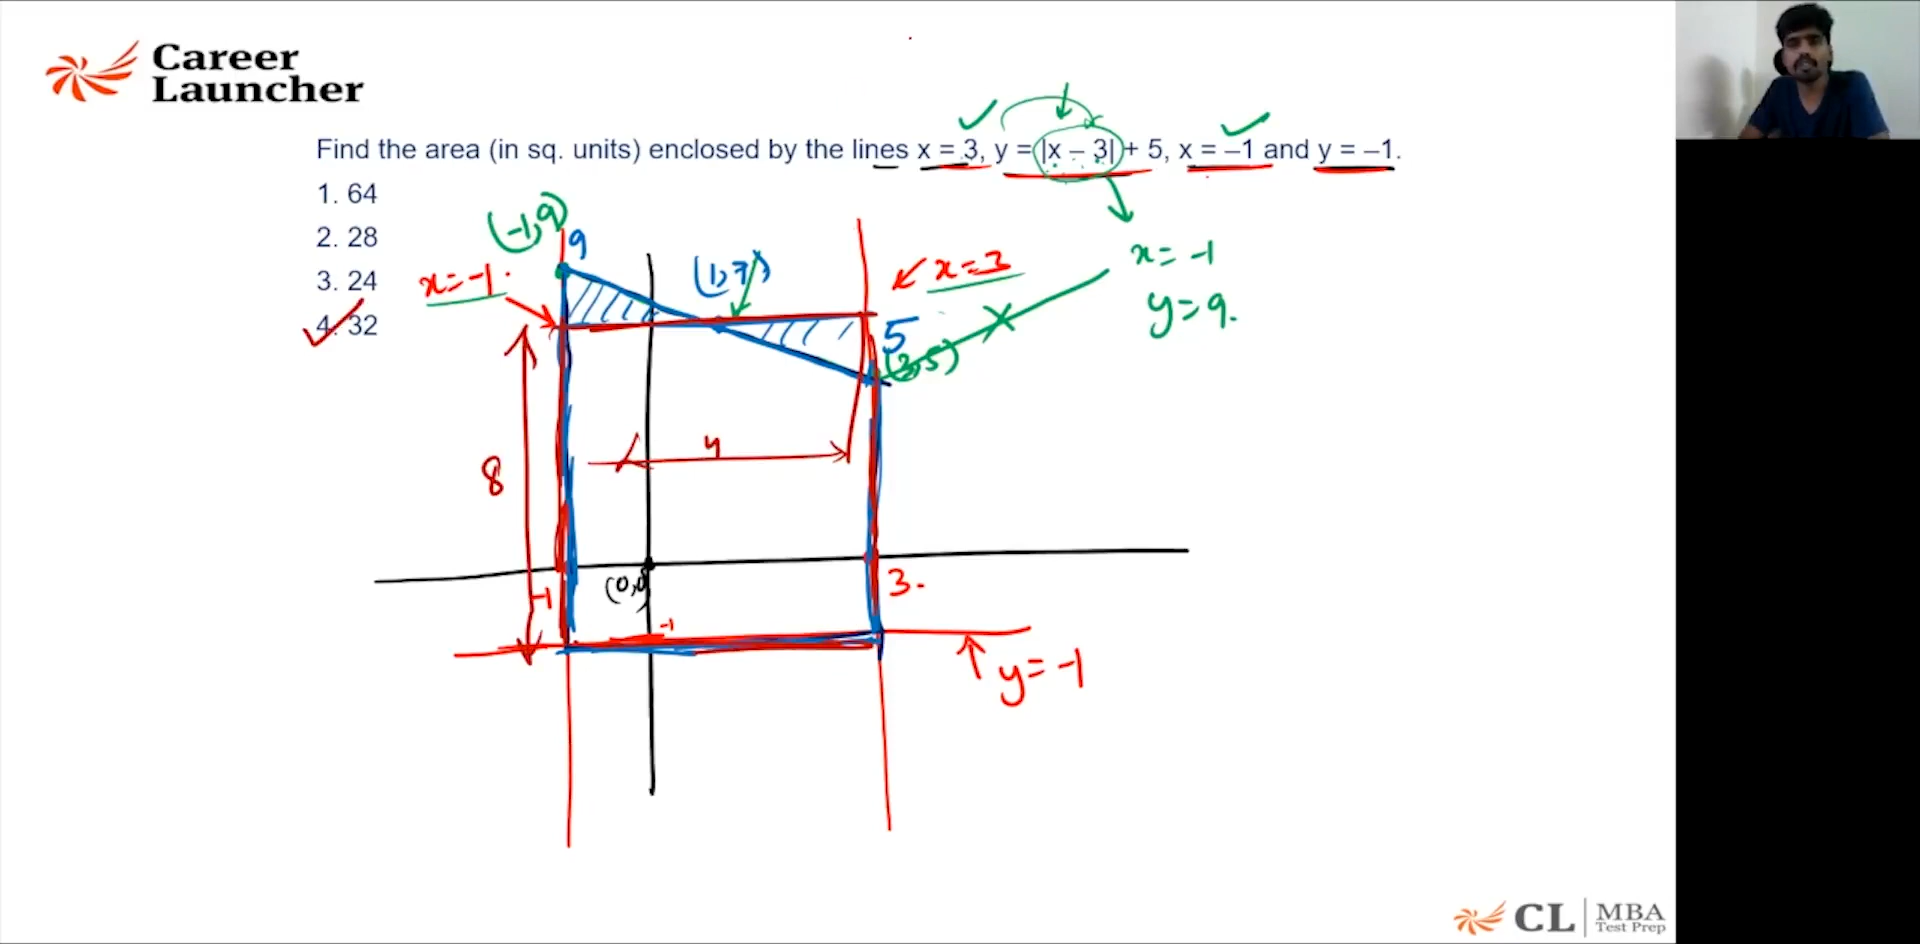 Career
Launcher
Find the area (in sq. units) enclosed by the lines x = 3, y = |x – 3| + 5, x = –1 and y = –1.
1. 64
2. 28
3. 24
4. 32
(-1,9)
9
x=-1
(1,7)
x=3
x=-1
y=9.
5
(3,5)
4
8
(0,0)
-1
-1
3.
y=-1
CL
MBA
Test Prep